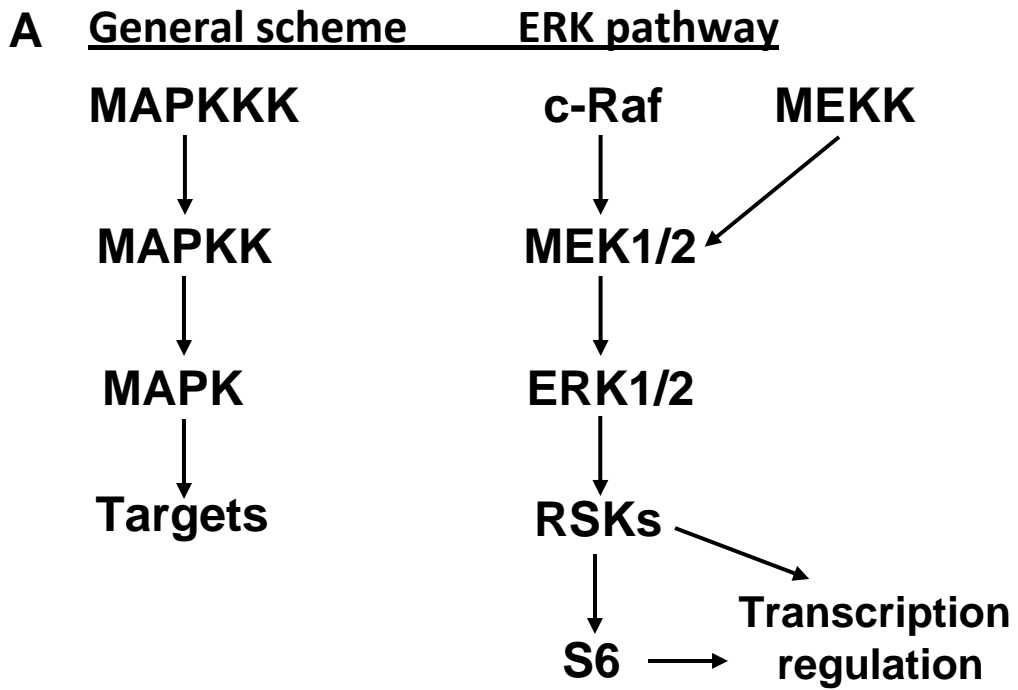 A General scheme ERK pathway
MAPKKK c-Raf MEKK
MAPKK MEK1/2
MAPK ERK1/2
Targets RSKs
Transcription
S6 regulation